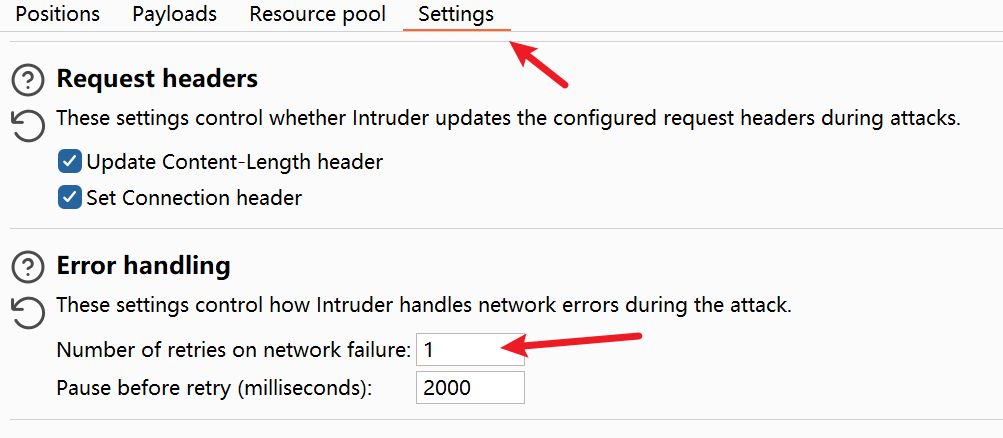 Positions Payloads Resource pool Settings
Request headers
These settings control whether Intruder updates the configured request headers during attacks.
Update Content-Length header
Set Connection header
Error handling
These settings control how Intruder handles network errors during the attack.
Number of retries on network failure: 1
Pause before retry (milliseconds): 2000